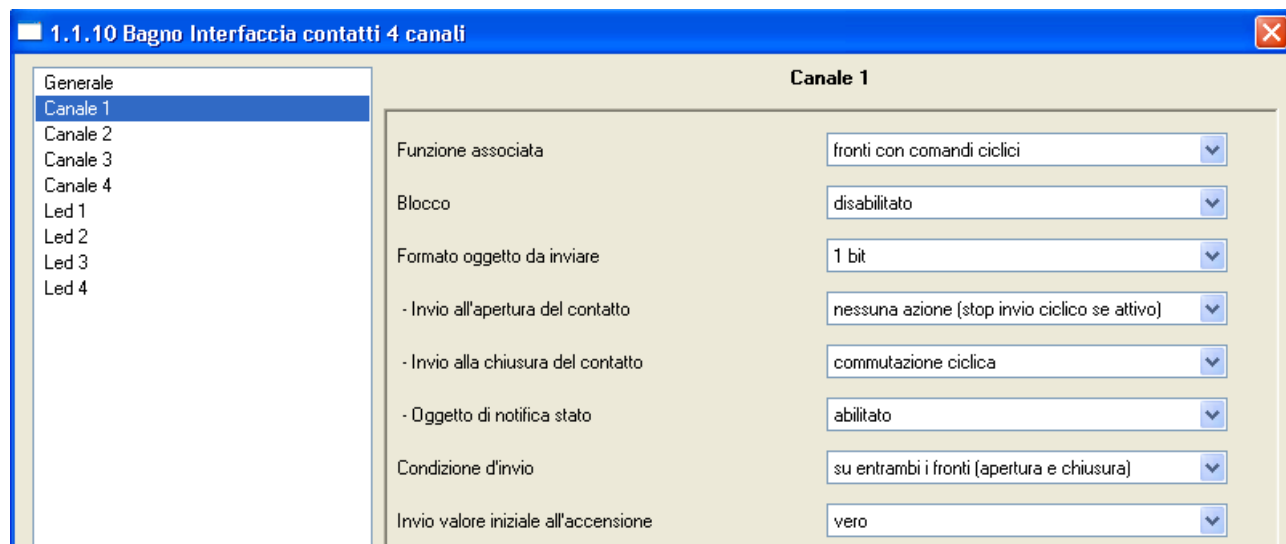 1.1.10 Bagno Interfaccia contatti 4 canali
Generale
Canale 1
Canale 2
Canale 3
Canale 4
Led 1
Led 2
Led 3
Led 4
Canale 1
Funzione associata fronti con comandi ciclici
Blocco disabilitato
Formato oggetto da inviare 1 bit
- Invio all'apertura del contatto nessuna azione (stop invio ciclico se attivo)
- Invio alla chiusura del contatto commutazione ciclica
- Oggetto di notifica stato abilitato
Condizione d'invio su entrambi i fronti (apertura e chiusura)
Invio valore iniziale all'accensione vero